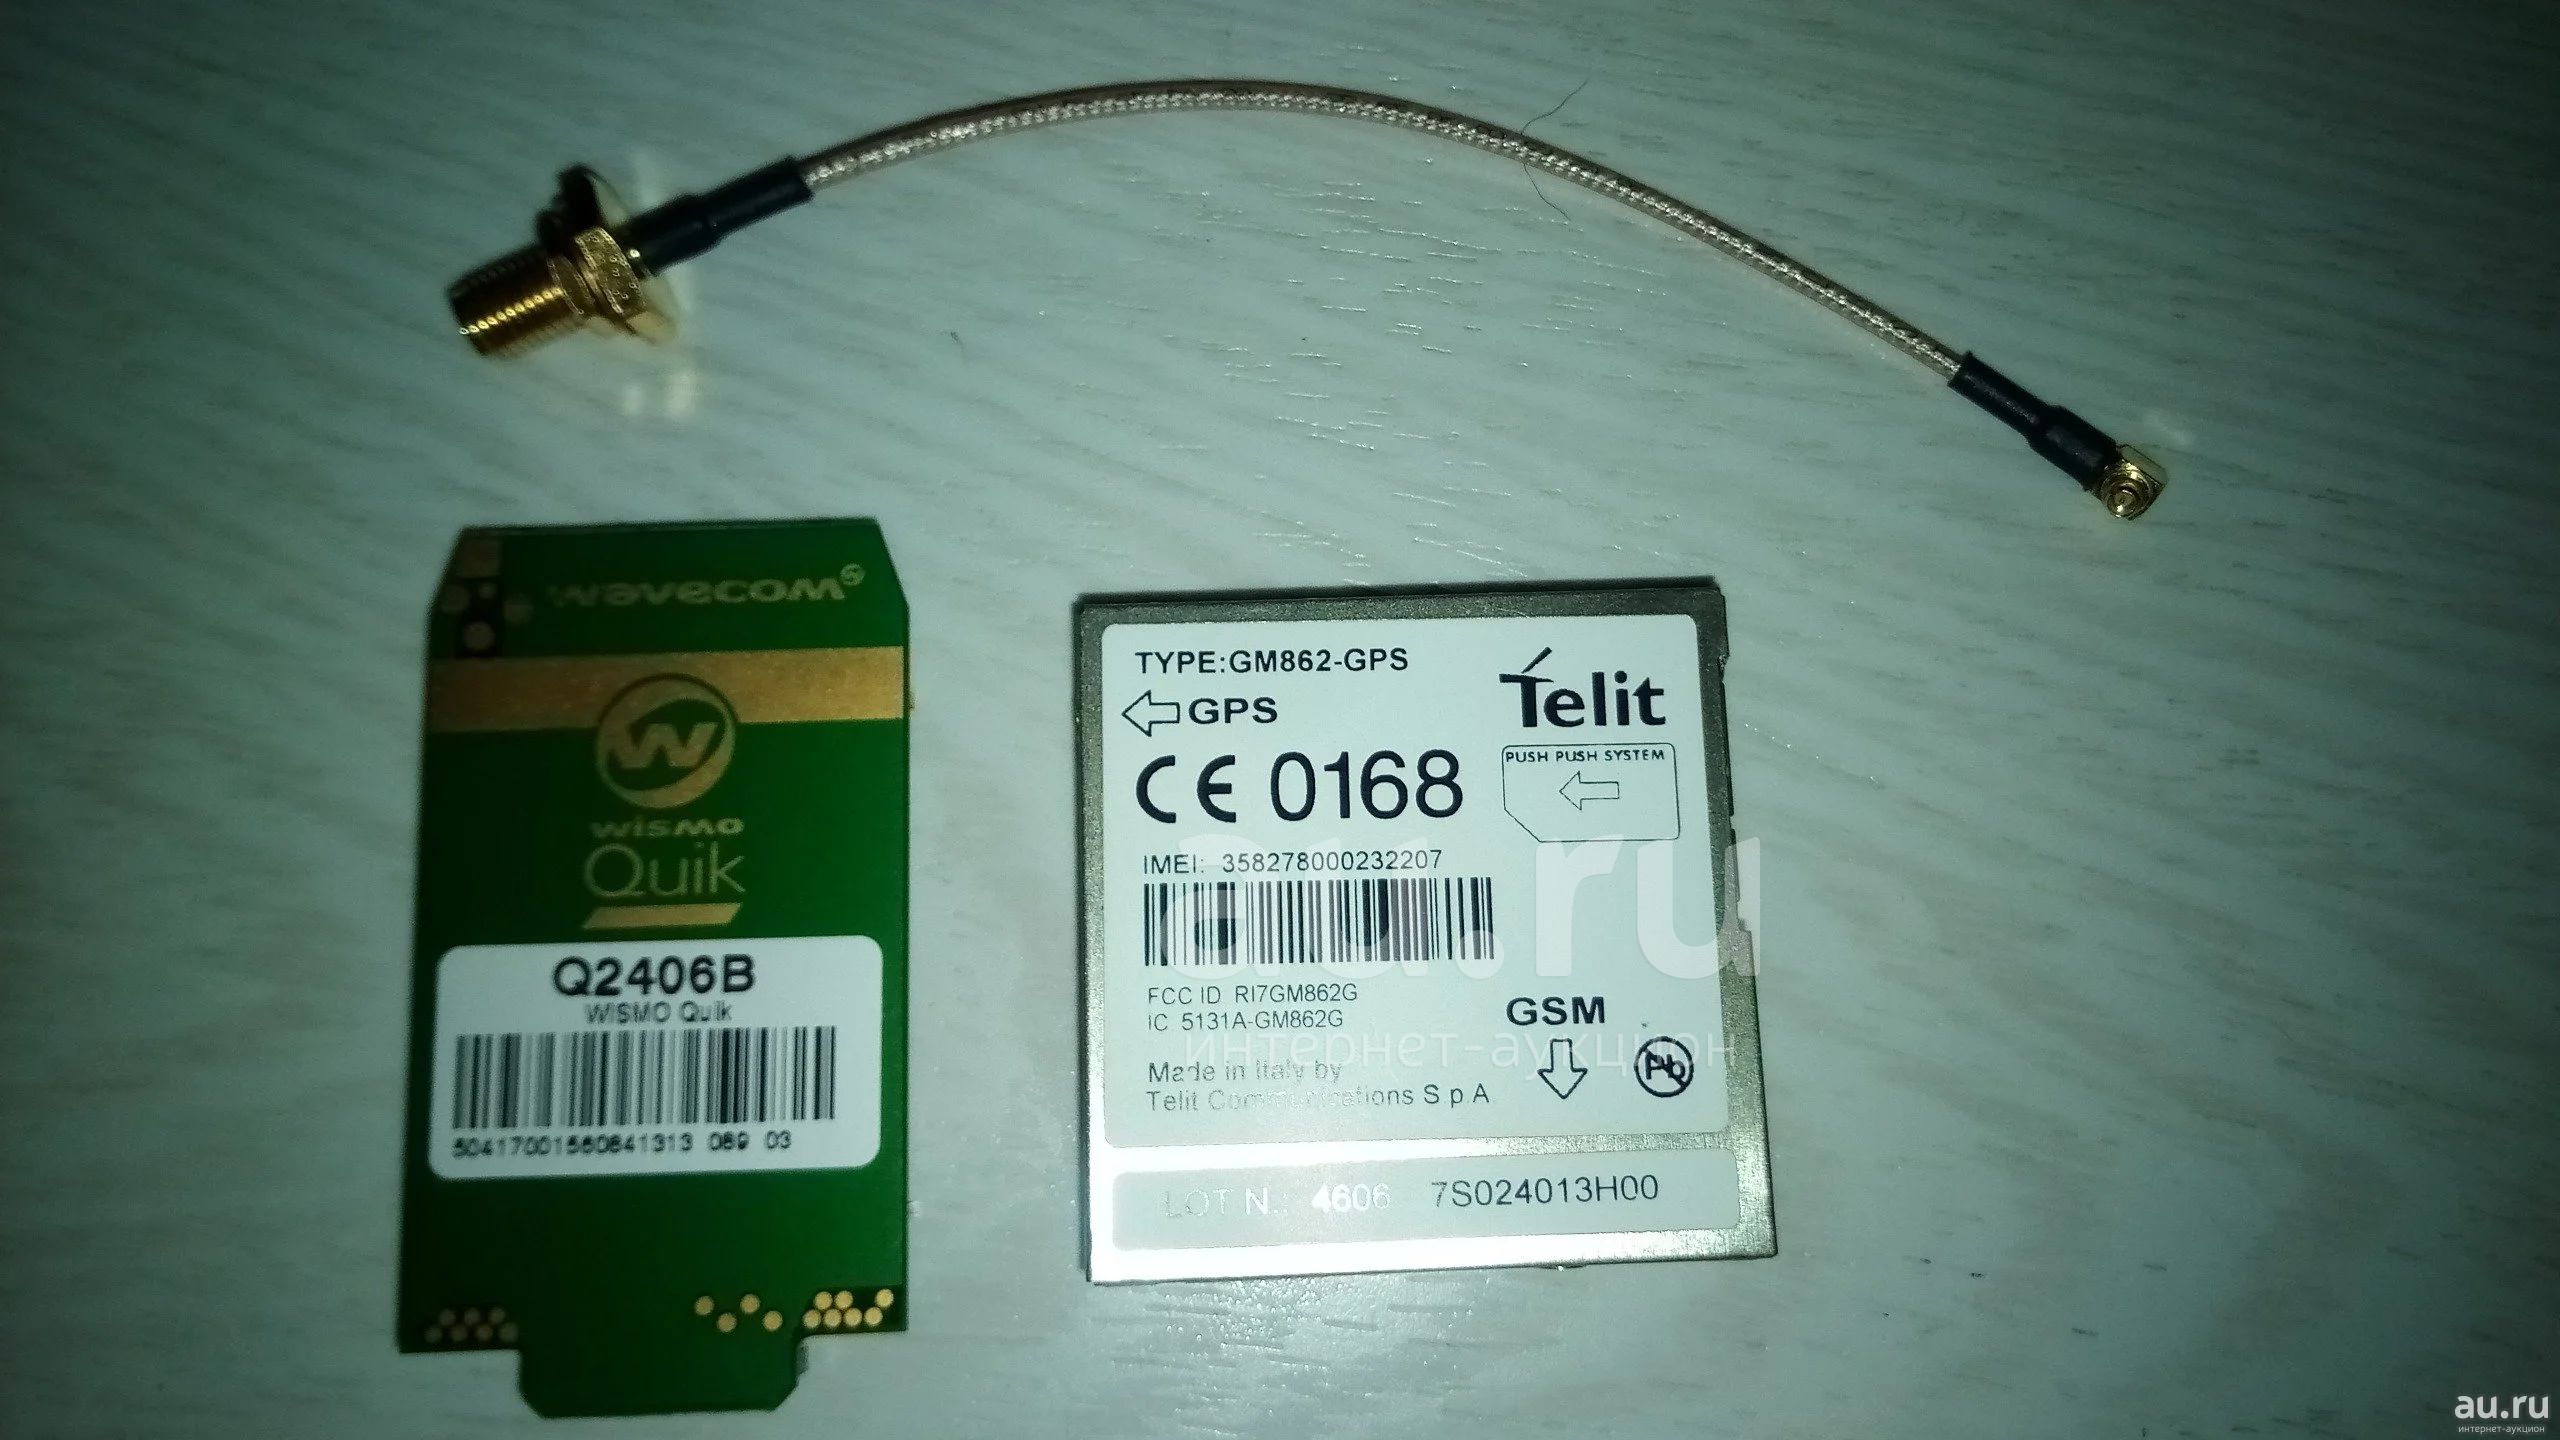 wavecom
W
wismo
Quik
Q2406B
WISMO Quik
50417001560841313 089 03
TYPE:GM862-GPS
GPS
Telit
CE 0168
PUSH PUSH SYSTEM
IMEI: 358278000232207
FCC ID RI7GM862G
IC 5131A-GM862G
GSM
Pb
Made in Italy by
Telit Communications S.p.A
LOT N.: 4606 7S024013H00
au.ru
интернет-аукцион
au.ru
интернет-аукцион